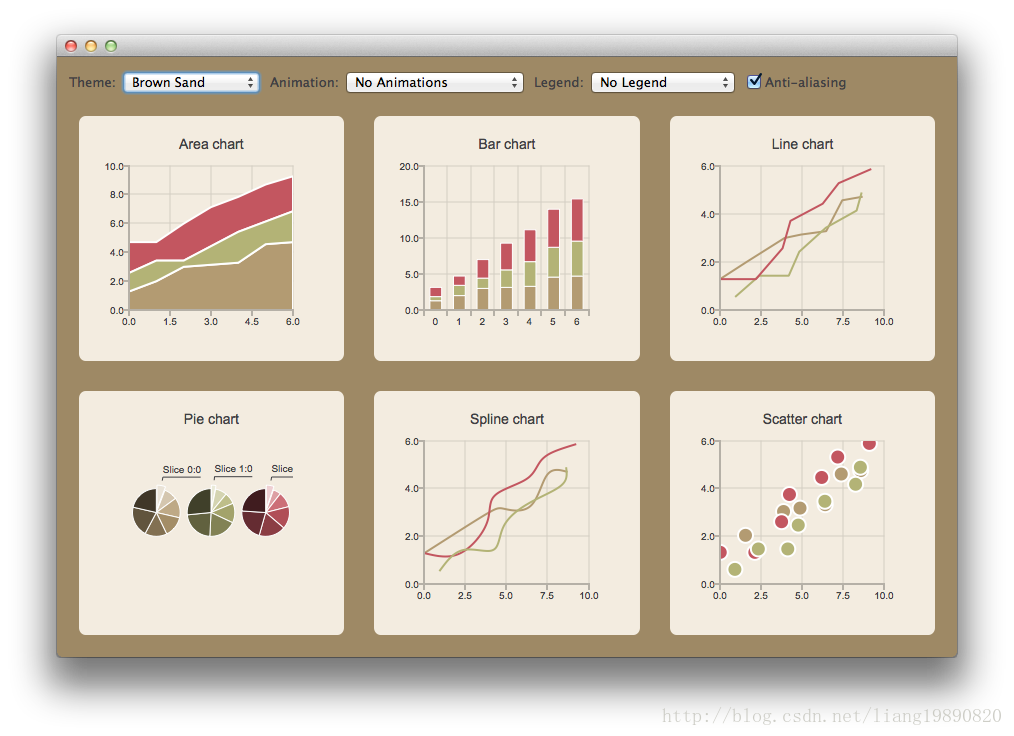 Theme: Brown Sand Animation: No Animations Legend: No Legend Anti-aliasing
Area chart
10.0
8.0
6.0
4.0
2.0
0.0
0.0 1.5 3.0 4.5 6.0
Bar chart
20.0
15.0
10.0
5.0
0.0
0 1 2 3 4 5 6
Line chart
6.0
4.0
2.0
0.0
0.0 2.5 5.0 7.5 10.0
Pie chart
Slice 0:0 Slice 1:0 Slice
Spline chart
6.0
4.0
2.0
0.0
0.0 2.5 5.0 7.5 10.0
Scatter chart
6.0
4.0
2.0
0.0
0.0 2.5 5.0 7.5 10.0
http://blog.csdn.net/liang19890820